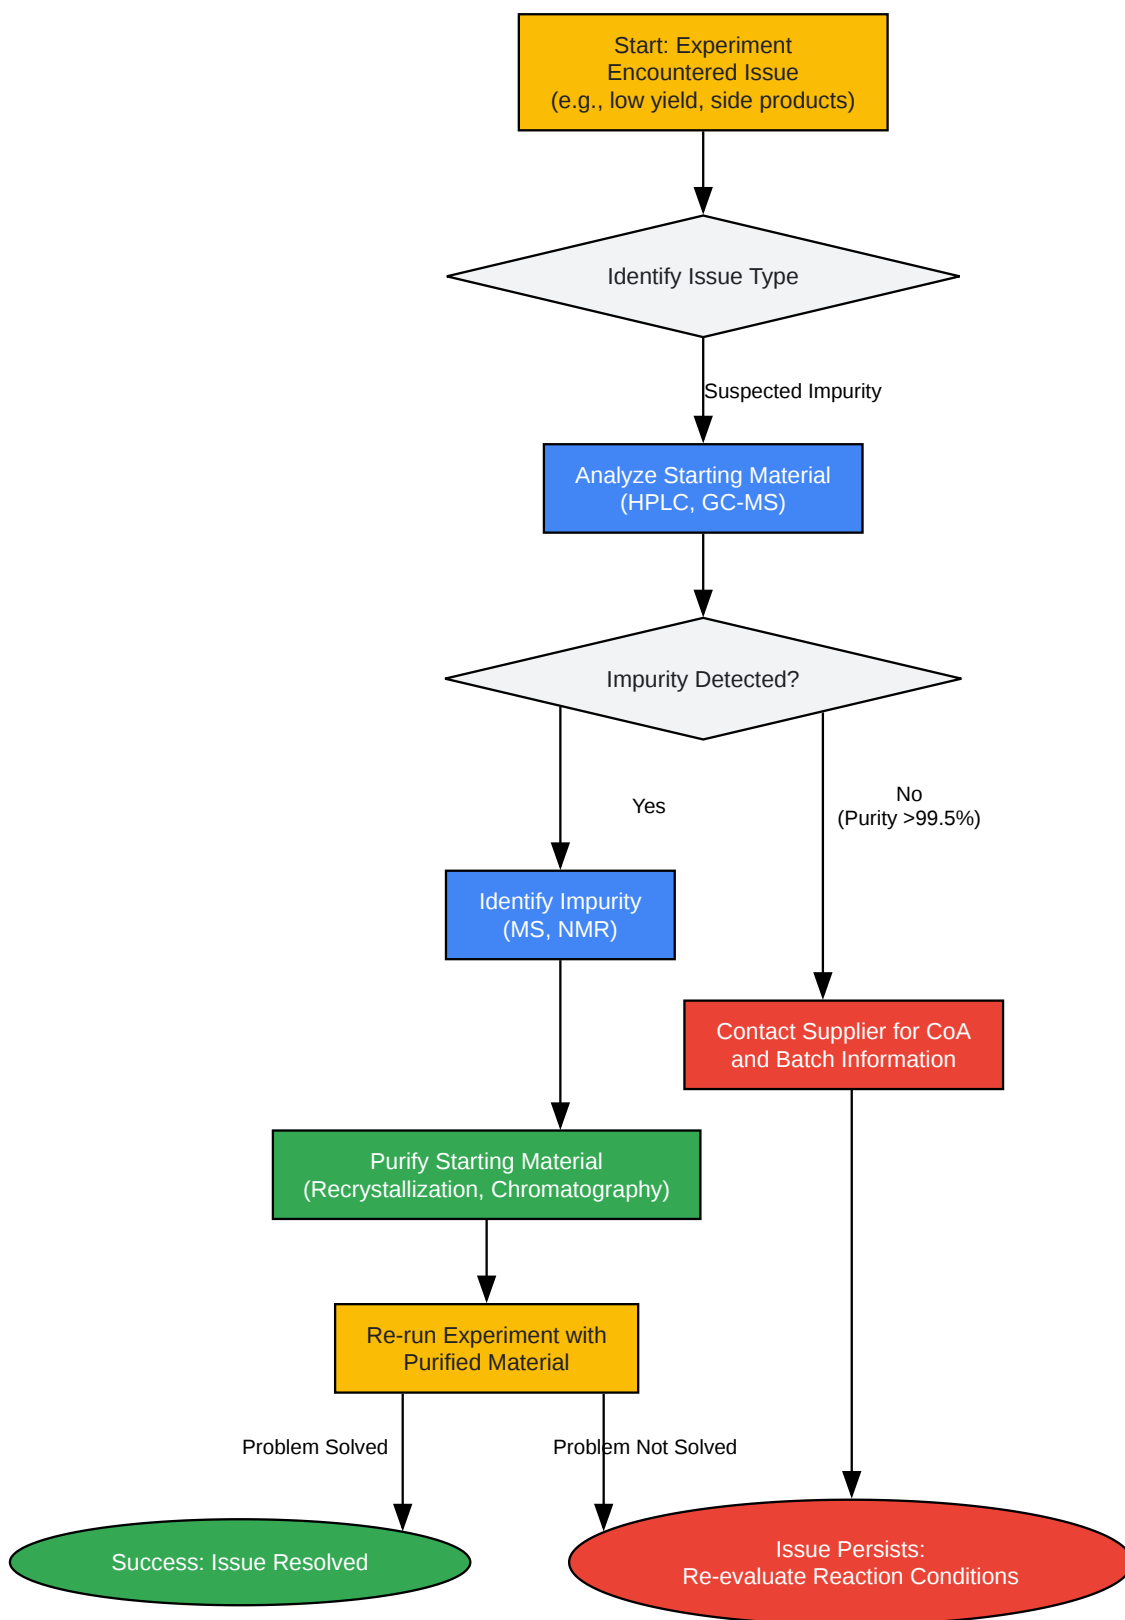 Start: Experiment
Encountered Issue
(e.g., low yield, side products)
Identify Issue Type
Suspected Impurity
Analyze Starting Material
(HPLC, GC-MS)
Impurity Detected?
Yes
No
(Purity >99.5%)
Identify Impurity
(MS, NMR)
Contact Supplier for CoA
and Batch Information
Purify Starting Material
(Recrystallization, Chromatography)
Re-run Experiment with
Purified Material
Problem Solved
Problem Not Solved
Success: Issue Resolved
Issue Persists:
Re-evaluate Reaction Conditions